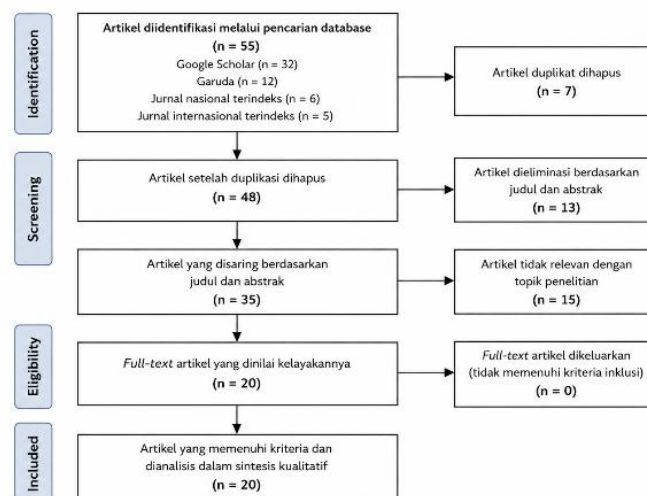 Identification
Artikel diidentifikasi melalui pencarian database
(n = 55)
Google Scholar (n = 32)
Garuda (n = 12)
Jurnal nasional terindeks (n = 6)
Jurnal internasional terindeks (n = 5)
Artikel duplikat dihapus
(n = 7)
Screening
Artikel setelah duplikasi dihapus
(n = 48)
Artikel dieliminasi berdasarkan
judul dan abstrak
(n = 13)
Artikel yang disaring berdasarkan
judul dan abstrak
(n = 35)
Artikel tidak relevan dengan
topik penelitian
(n = 15)
Eligibility
Full-text artikel yang dinilai kelayakannya
(n = 20)
Full-text artikel dikeluarkan
(tidak memenuhi kriteria inklusi)
(n = 0)
Included
Artikel yang memenuhi kriteria dan
dianalisis dalam sintesis kualitatif
(n = 20)